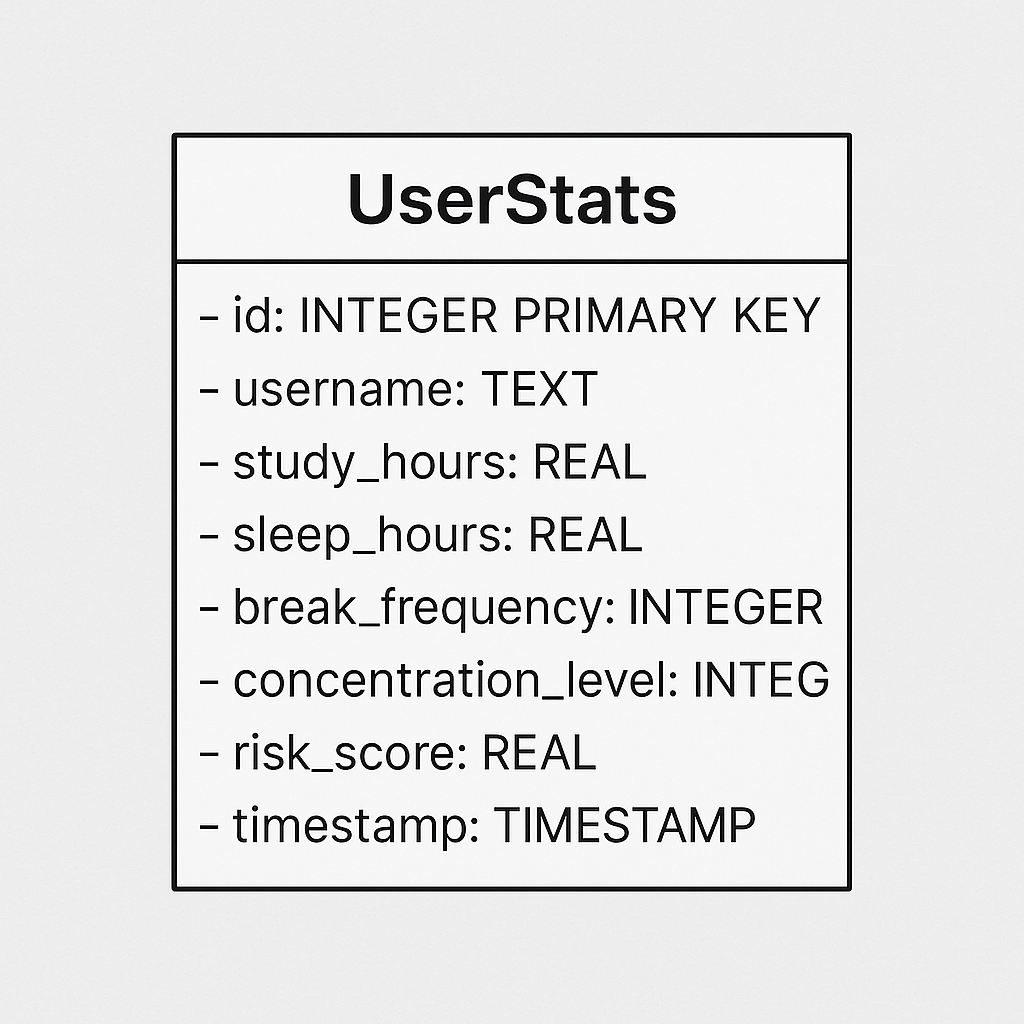 UserStats
– id: INTEGER PRIMARY KEY
– username: TEXT
– study_hours: REAL
– sleep_hours: REAL
– break_frequency: INTEGER
– concentration_level: INTEG
– risk_score: REAL
– timestamp: TIMESTAMP